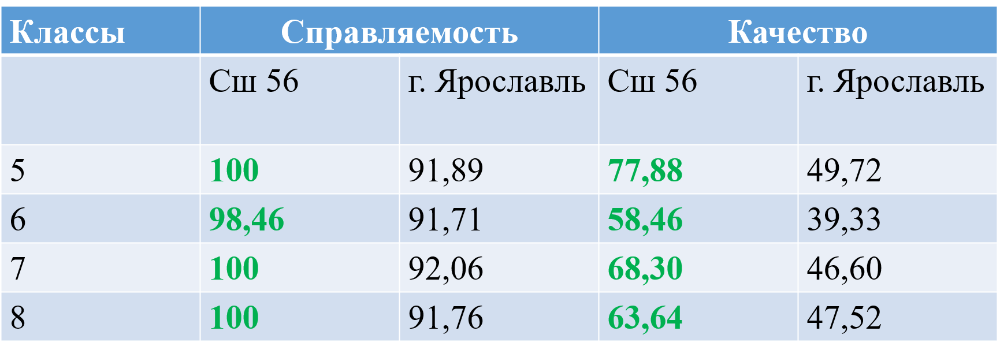 Классы Справляемость Качество
Сш 56 г. Ярославль Сш 56 г. Ярославль
5 100 91,89 77,88 49,72
6 98,46 91,71 58,46 39,33
7 100 92,06 68,30 46,60
8 100 91,76 63,64 47,52